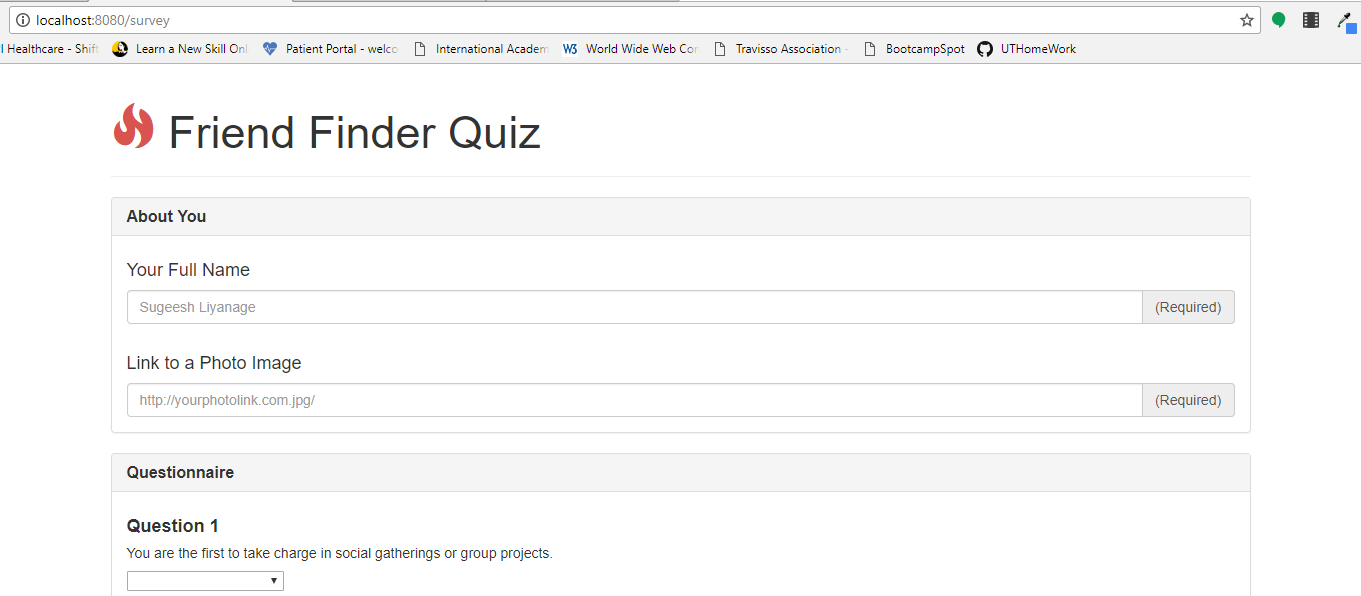 localhost:8080/survey
Healthcare - Shift
Learn a New Skill Onl
Patient Portal - welco
International Academ
W3 World Wide Web Con
Travisso Association -
BootcampSpot
UTHomeWork
Friend Finder Quiz
About You
Your Full Name
Sugeesh Liyanage (Required)
Link to a Photo Image
http://yourphotolink.com.jpg/ (Required)
Questionnaire
Question 1
You are the first to take charge in social gatherings or group projects.